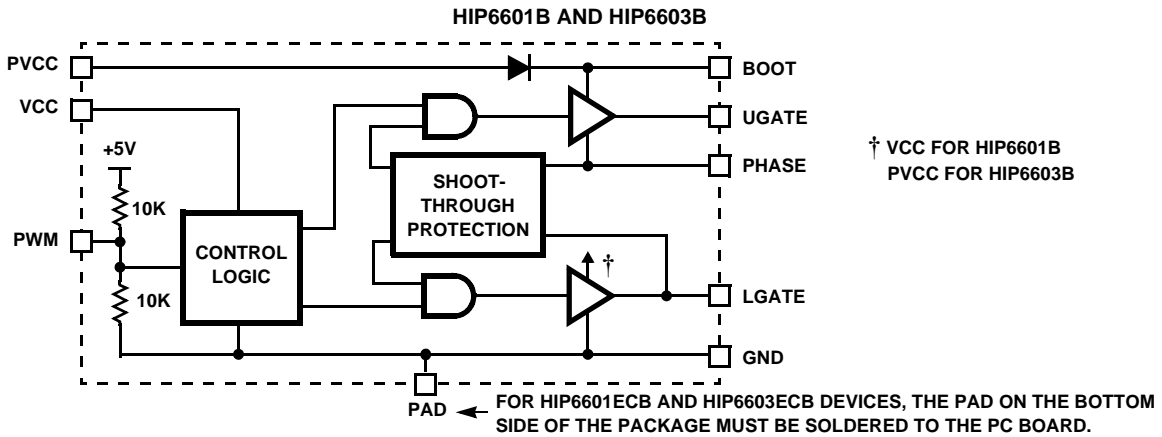 HIP6601B AND HIP6603B
PVCC
BOOT
VCC
UGATE
+5V
† VCC FOR HIP6601B
PVCC FOR HIP6603B
PHASE
SHOOT-
THROUGH
PROTECTION
10K
PWM
CONTROL
LOGIC
†
10K
LGATE
GND
PAD
FOR HIP6601ECB AND HIP6603ECB DEVICES, THE PAD ON THE BOTTOM
SIDE OF THE PACKAGE MUST BE SOLDERED TO THE PC BOARD.